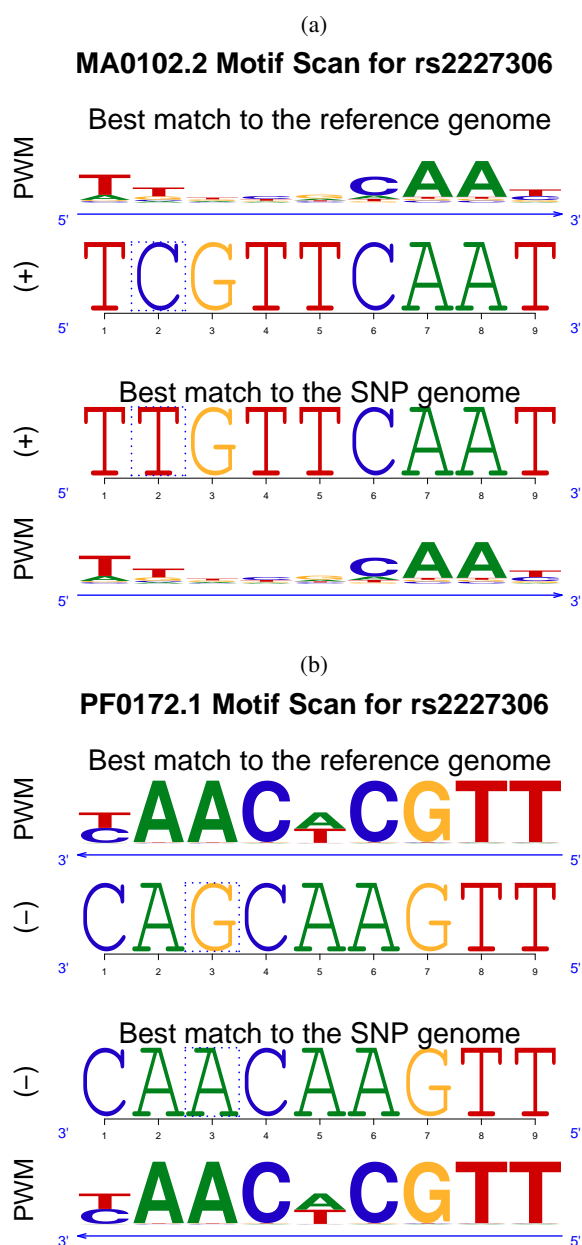 (a)
MA0102.2 Motif Scan for rs2227306
Best match to the reference genome
PWM
5' 3'
(+)
T C G T T C A A T
5' 1 2 3 4 5 6 7 8 9 3'
Best match to the SNP genome
(+)
T T G T T C A A T
5' 1 2 3 4 5 6 7 8 9 3'
PWM
5' 3'
(b)
PF0172.1 Motif Scan for rs2227306
Best match to the reference genome
PWM
3' 5'
(−)
C A G C A A G T T
3' 1 2 3 4 5 6 7 8 9 5'
Best match to the SNP genome
(−)
C A A C A A G T T
3' 1 2 3 4 5 6 7 8 9 5'
PWM
3' 5'